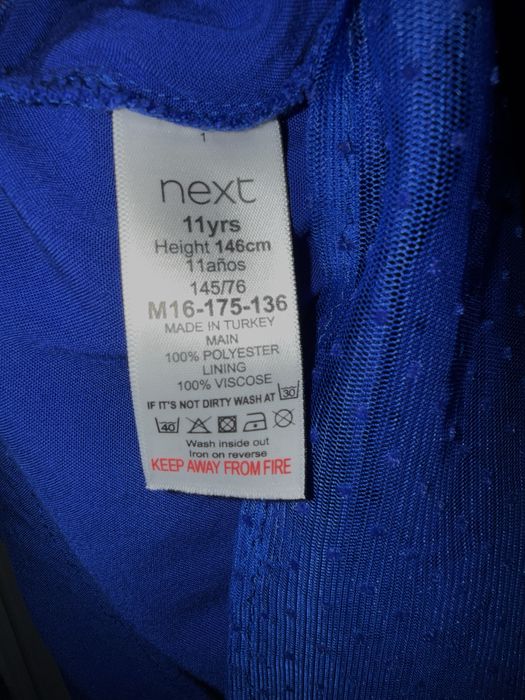 1
next
11yrs
Height 146cm
11años
145/76
M16-175-136
MADE IN TURKEY
MAIN
100% POLYESTER
LINING
100% VISCOSE
IF IT'S NOT DIRTY WASH AT 30
40
Wash inside out
Iron on reverse
KEEP AWAY FROM FIRE